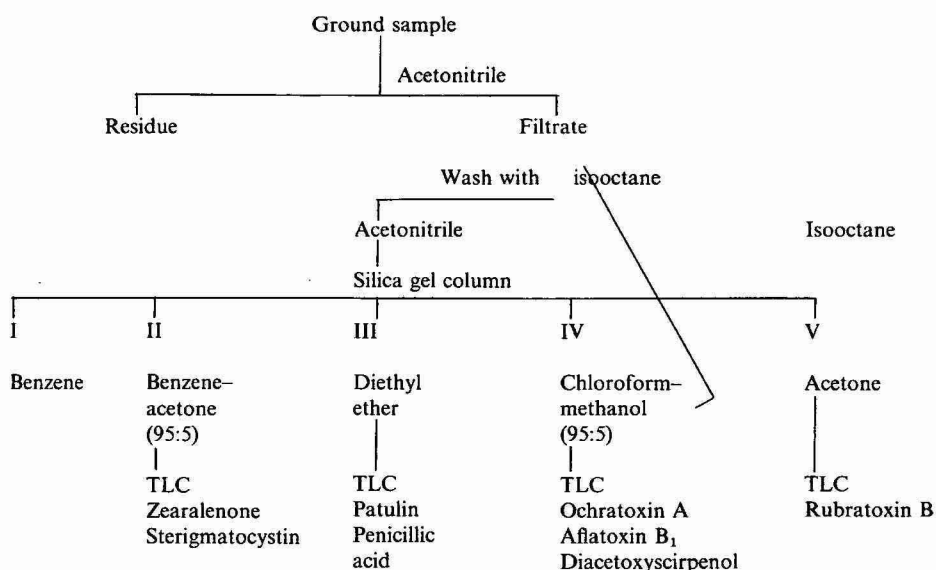 Ground sample
Acetonitrile
Residue Filtrate
Wash with isooctane
Acetonitrile Isooctane
Silica gel column
I II III IV V
Benzene Benzene– Diethyl Chloroform– Acetone
acetone ether methanol
(95:5) (95:5)
TLC TLC TLC TLC
Zearalenone Patulin Ochratoxin A Rubratoxin B
Sterigmatocystin Penicillic Aflatoxin B₁
acid Diacetoxyscirpenol